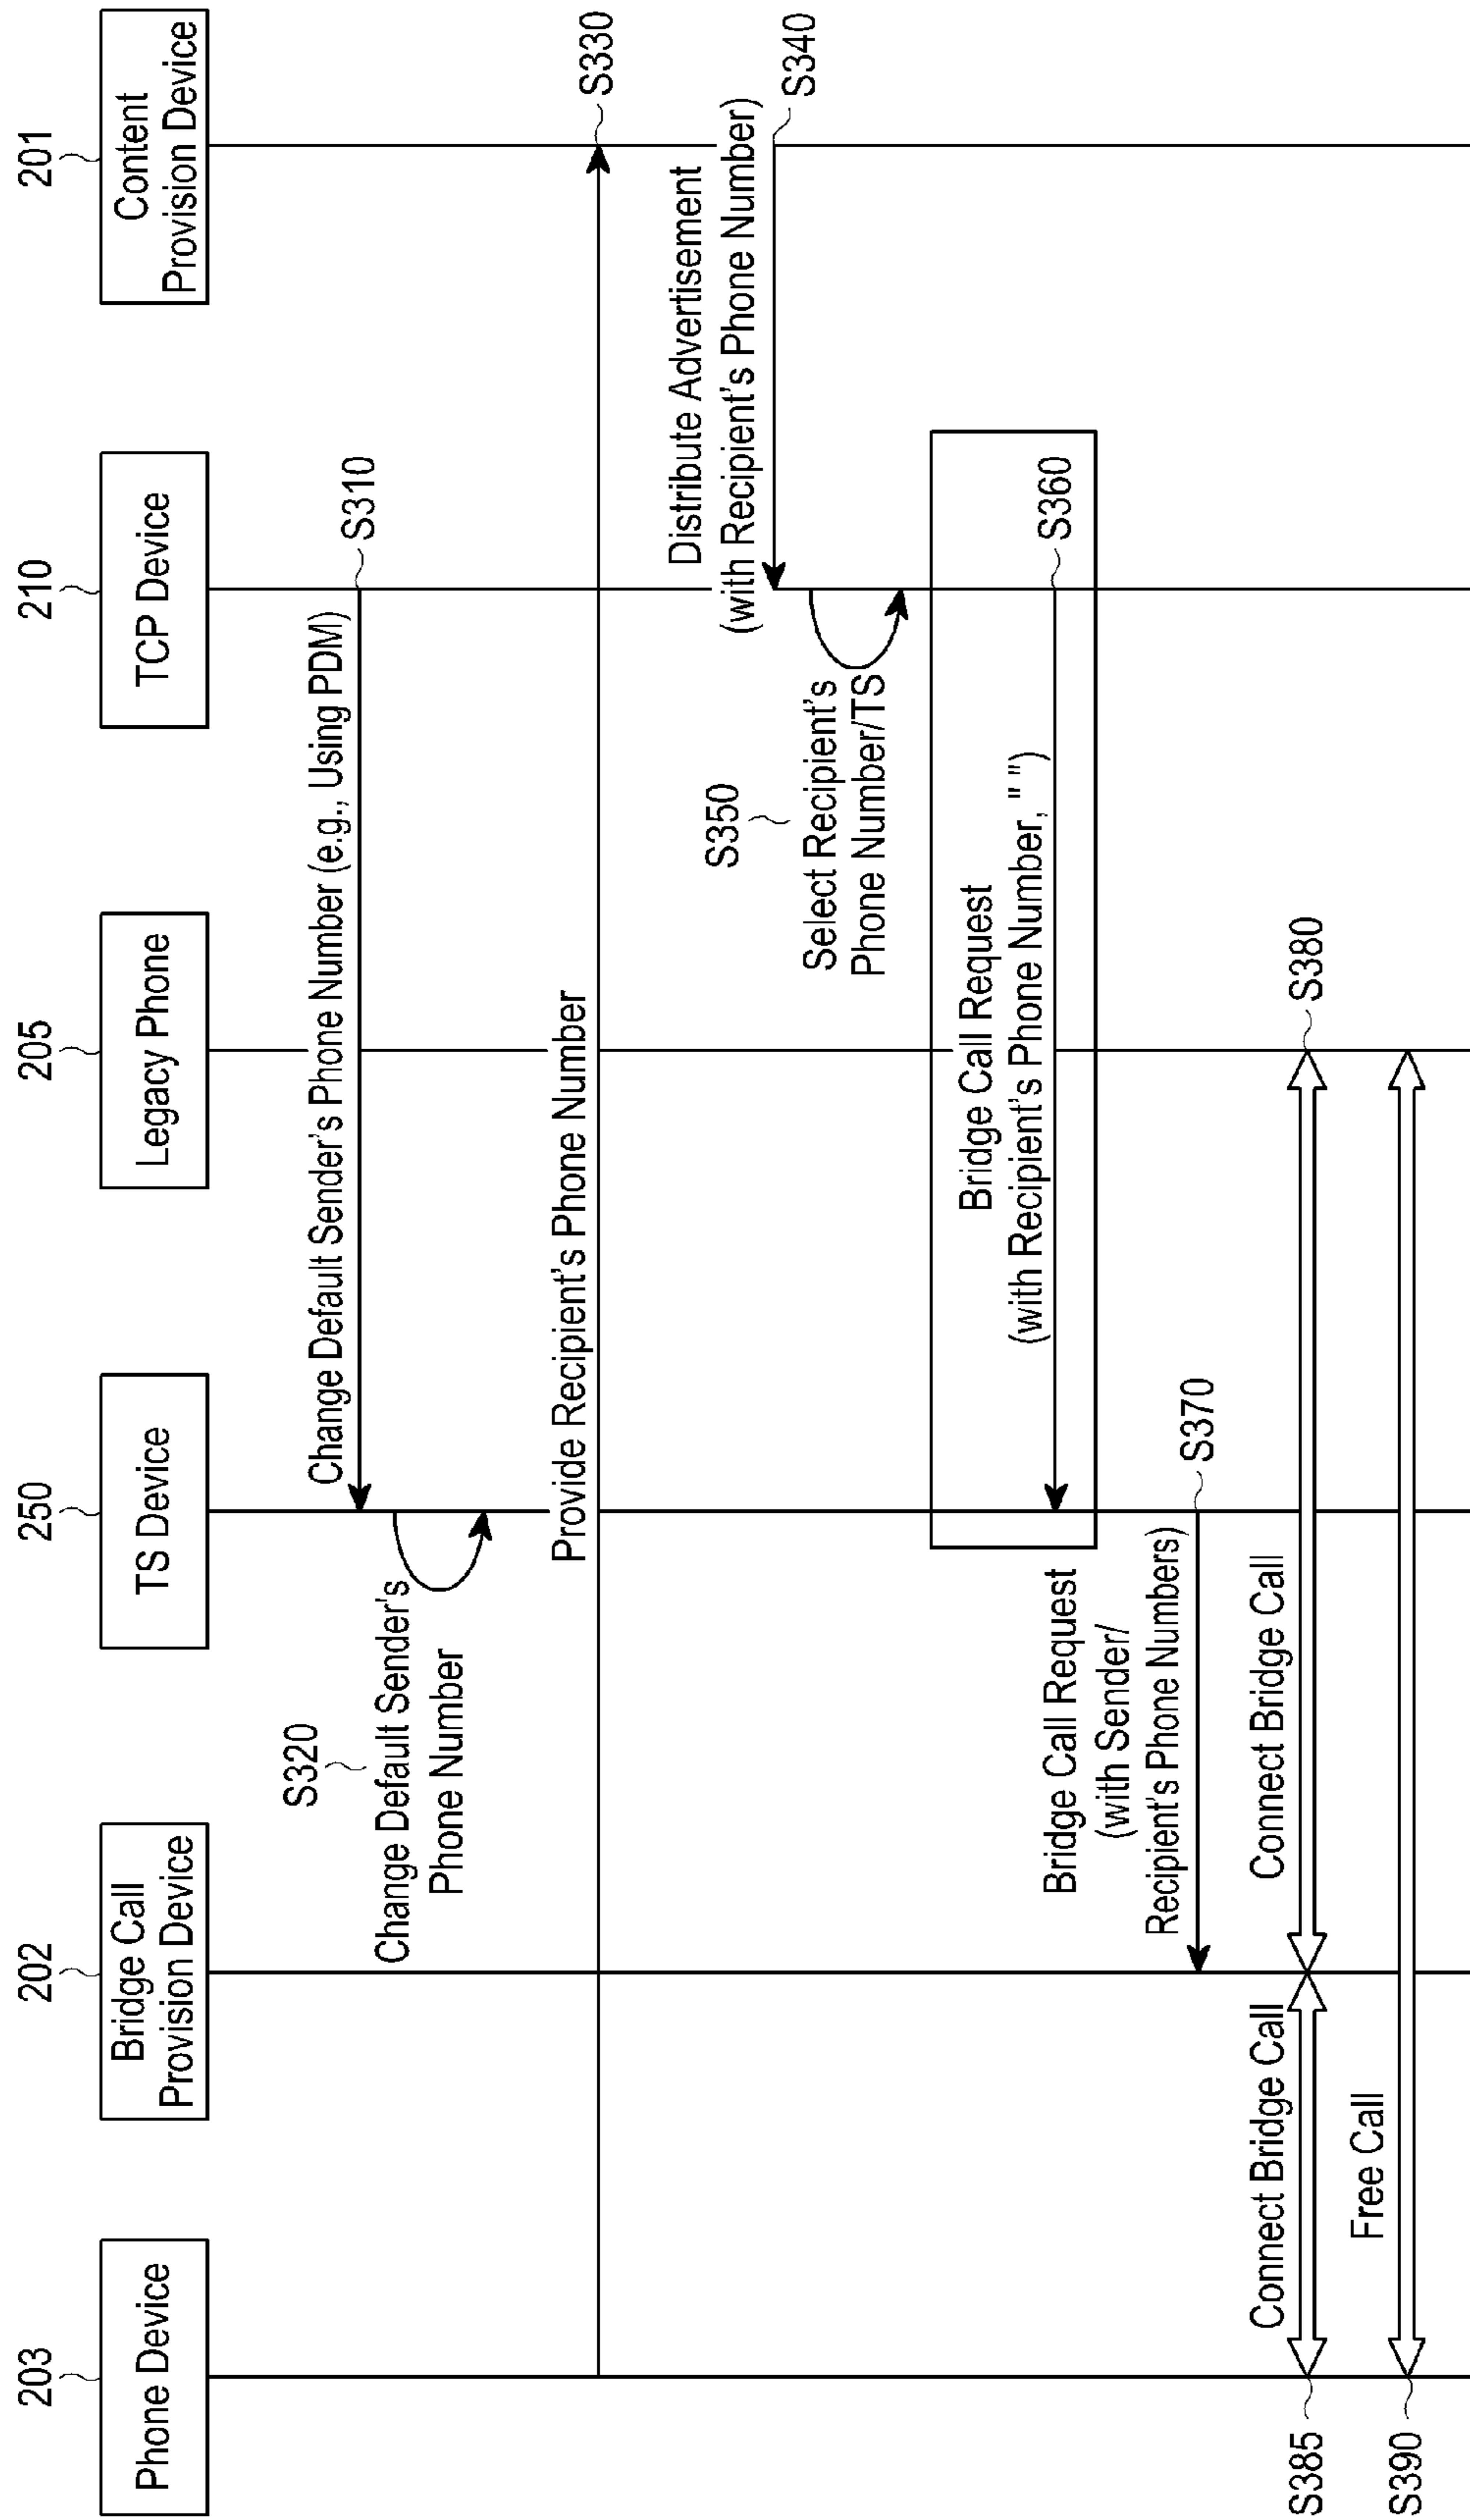 203
202
250
205
210
201
Phone Device
Bridge Call
Provision Device
TS Device
Legacy Phone
TCP Device
Content
Provision Device
Change Default Sender's Phone Number (e.g., Using PDM)
S310
S320
Change Default Sender's
Phone Number
Provide Recipient's Phone Number
S330
Distribute Advertisement
(with Recipient's Phone Number)
S340
S350
Select Recipient's
Phone Number/TS
Bridge Call Request
(with Recipient's Phone Number, " ")
S360
Bridge Call Request
(with Sender/
Recipient's Phone Numbers)
S370
Connect Bridge Call
Connect Bridge Call
S385
S380
Free Call
S390